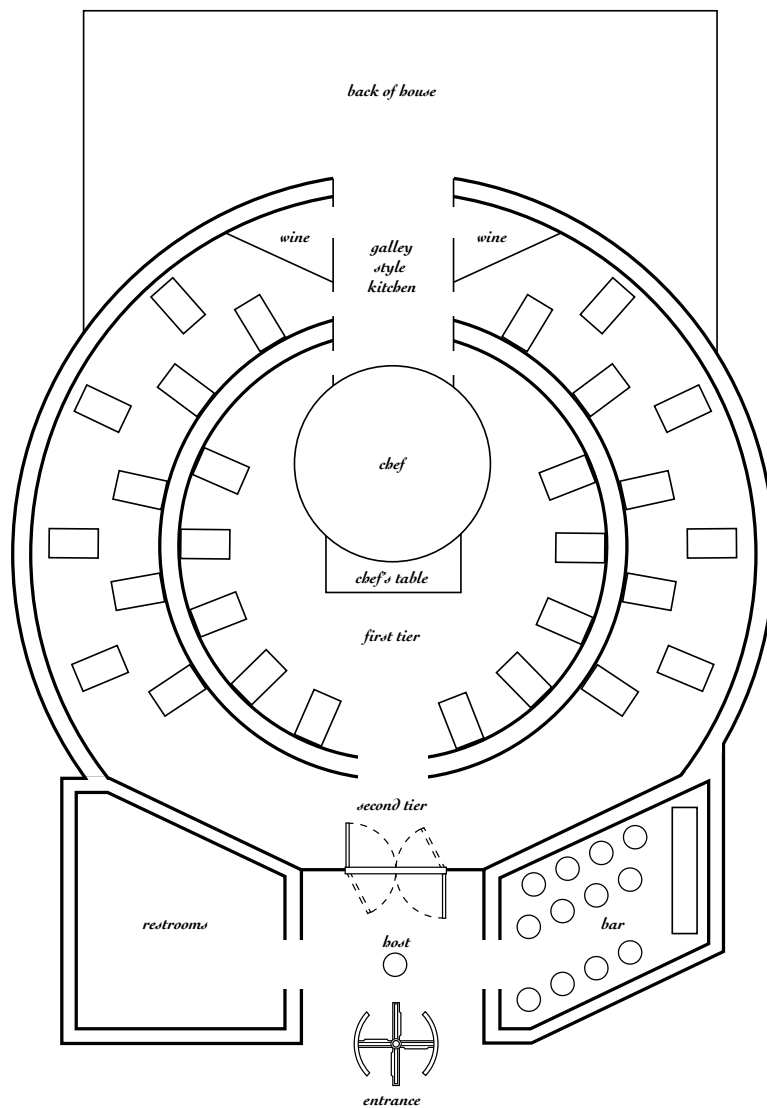 back of house
wine
wine
galley
style
kitchen
chef
chef's table
first tier
second tier
restrooms
bar
host
entrance